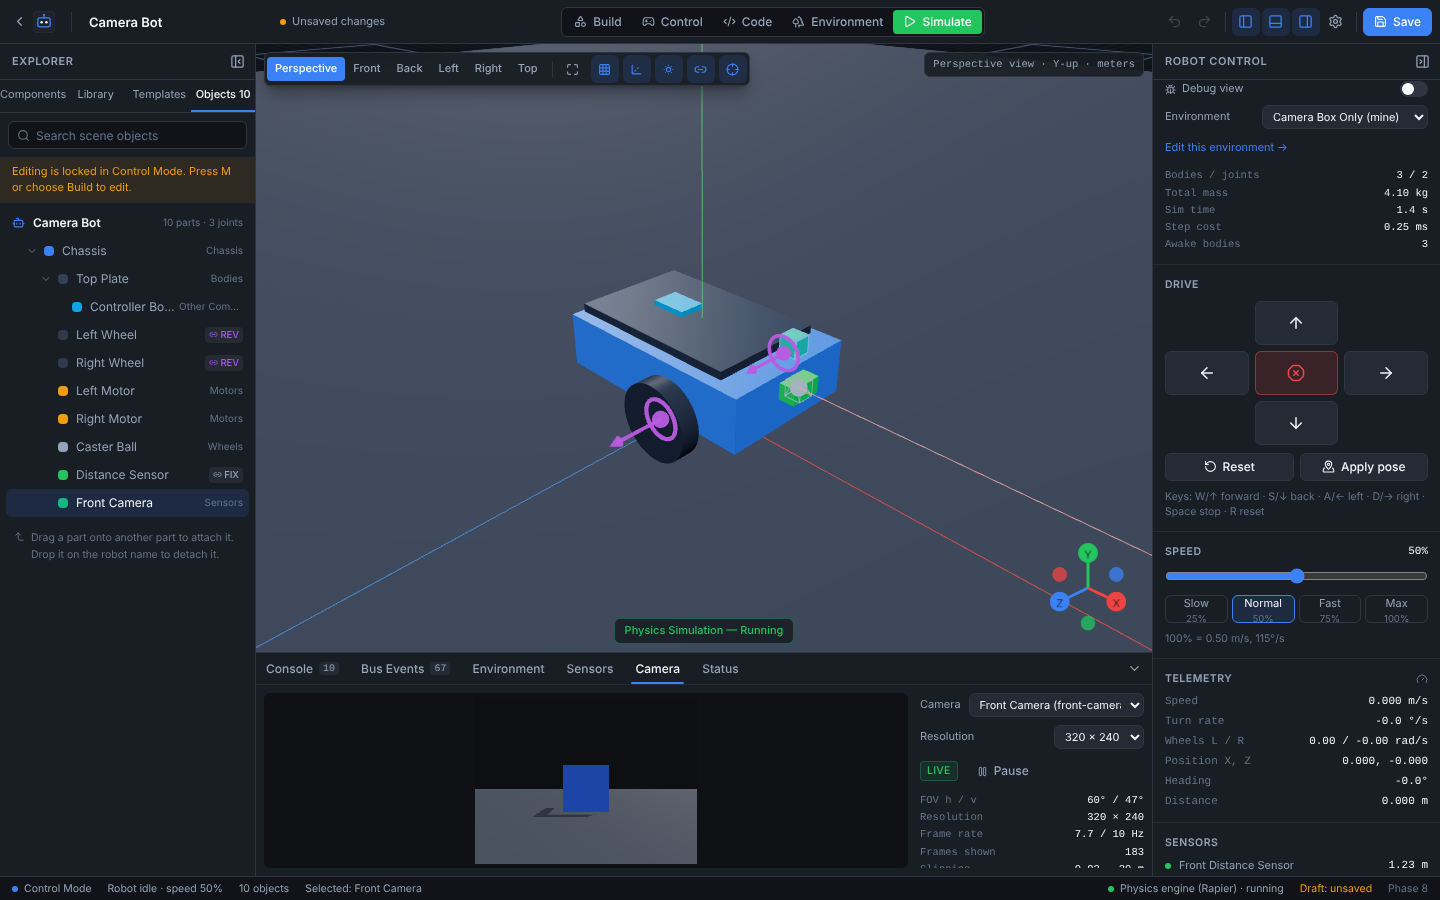 Camera Bot
Unsaved changes
Build
Control
Code
Environment
Simulate
Save
EXPLORER
Components
Library
Templates
Objects 10
Search scene objects
Editing is locked in Control Mode. Press M
or choose Build to edit.
Camera Bot 10 parts · 3 joints
Chassis Chassis
Top Plate Bodies
Controller Bo... Other Com...
Left Wheel REV
Right Wheel REV
Left Motor Motors
Right Motor Motors
Caster Ball Wheels
Distance Sensor FIX
Front Camera Sensors
Drag a part onto another part to attach it.
Drop it on the robot name to detach it.
Perspective Front Back Left Right Top
Perspective view · Y-up · meters
Y
Z
X
Physics Simulation — Running
Console 10
Bus Events 67
Environment
Sensors
Camera
Status
Camera Front Camera (front-camera
Resolution 320 × 240
LIVE Pause
FOV h / v 60° / 47°
Resolution 320 × 240
Frame rate 7.7 / 10 Hz
Frames shown 183
ROBOT CONTROL
Debug view
Environment Camera Box Only (mine)
Edit this environment →
Bodies / joints 3 / 2
Total mass 4.10 kg
Sim time 1.4 s
Step cost 0.25 ms
Awake bodies 3
DRIVE
Reset
Apply pose
Keys: W/↑ forward · S/↓ back · A/← left · D/→ right ·
Space stop · R reset
SPEED 50%
Slow
25%
Normal
50%
Fast
75%
Max
100%
100% = 0.50 m/s, 115°/s
TELEMETRY
Speed 0.000 m/s
Turn rate -0.0 °/s
Wheels L / R 0.00 / -0.00 rad/s
Position X, Z 0.000, -0.000
Heading -0.0°
Distance 0.000 m
SENSORS
Front Distance Sensor 1.23 m
Control Mode
Robot idle · speed 50%
10 objects
Selected: Front Camera
Physics engine (Rapier) · running
Draft: unsaved
Phase 8